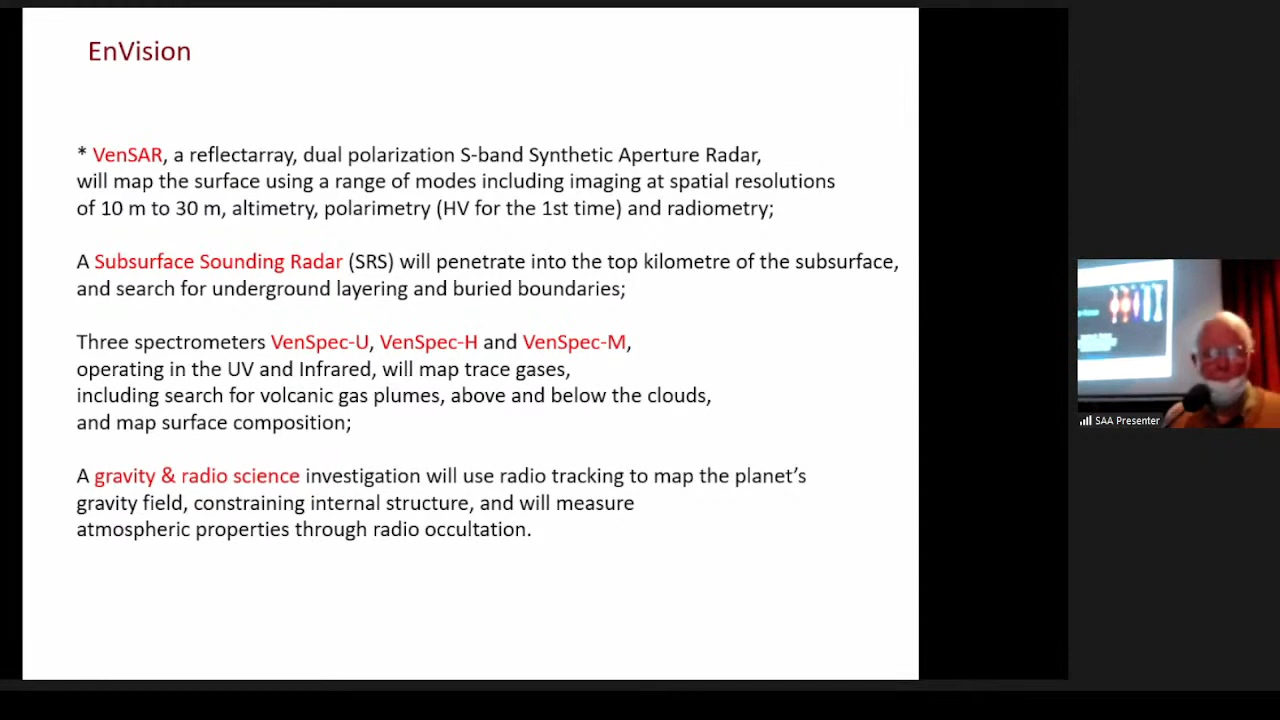 EnVision
* VenSAR, a reflectarray, dual polarization S-band Synthetic Aperture Radar,
will map the surface using a range of modes including imaging at spatial resolutions
of 10 m to 30 m, altimetry, polarimetry (HV for the 1st time) and radiometry;
A Subsurface Sounding Radar (SRS) will penetrate into the top kilometre of the subsurface,
and search for underground layering and buried boundaries;
Three spectrometers VenSpec-U, VenSpec-H and VenSpec-M,
operating in the UV and Infrared, will map trace gases,
including search for volcanic gas plumes, above and below the clouds,
and map surface composition;
A gravity & radio science investigation will use radio tracking to map the planet’s
gravity field, constraining internal structure, and will measure
atmospheric properties through radio occultation.
SAA Presenter